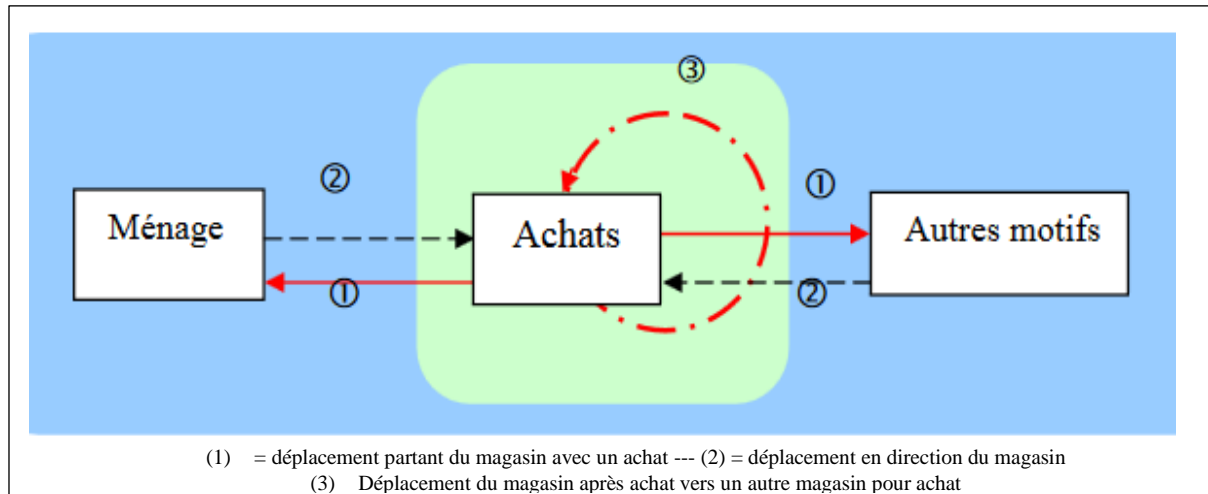 ③
②
①
Ménage
Achats
Autres motifs
①
②
(1) = déplacement partant du magasin avec un achat --- (2) = déplacement en direction du magasin
(3) Déplacement du magasin après achat vers un autre magasin pour achat